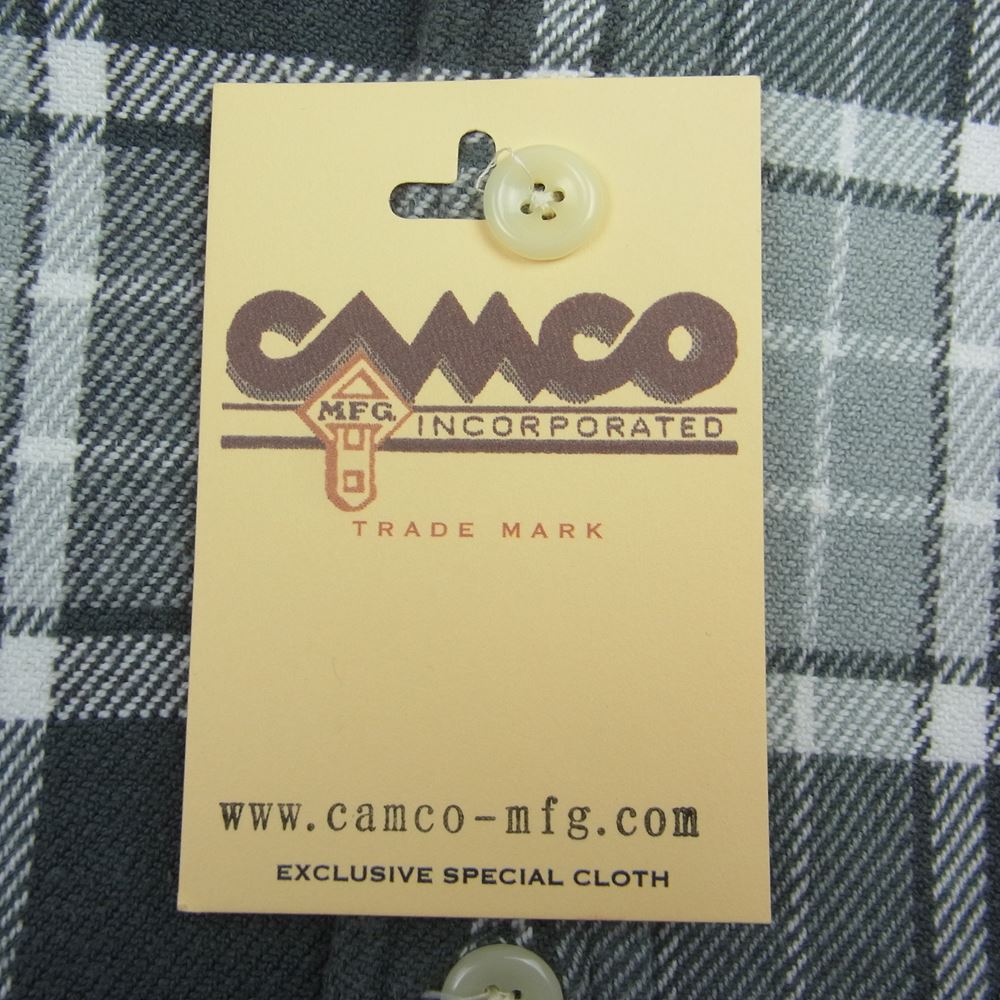 CAMCO
MFG.
INCORPORATED
TRADE MARK
www.camco-mfg.com
EXCLUSIVE SPECIAL CLOTH